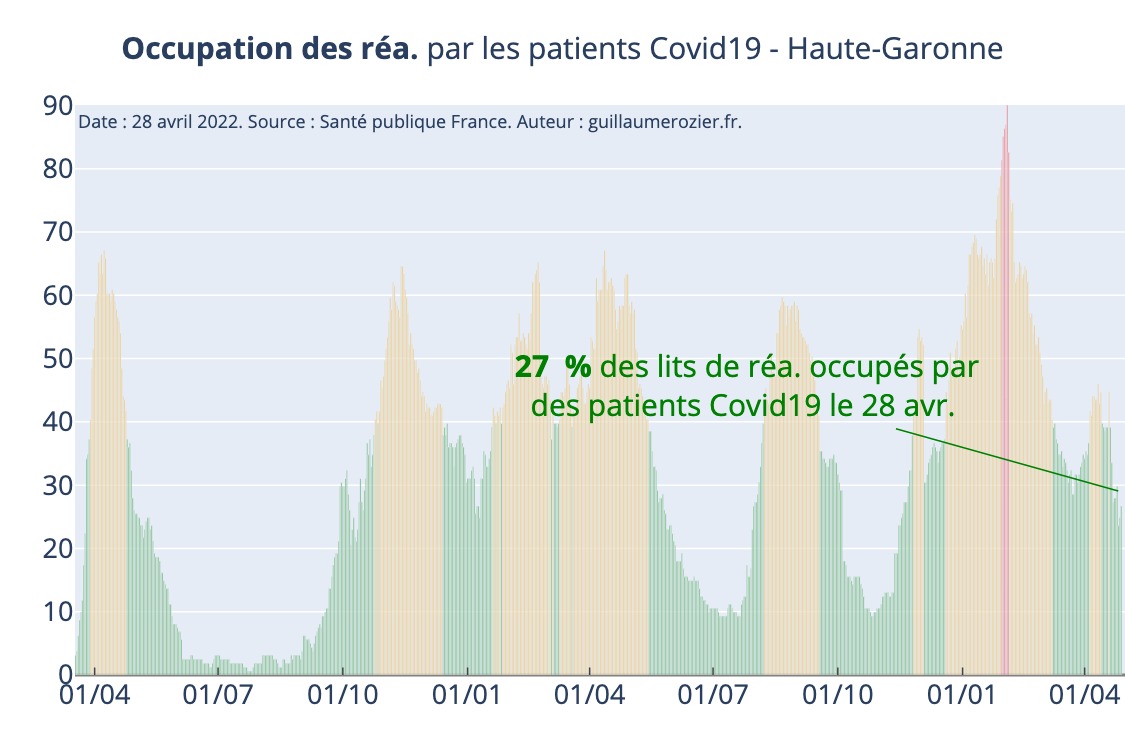 Occupation des réa. par les patients Covid19 - Haute-Garonne
90
Date : 28 avril 2022. Source : Santé publique France. Auteur : guillaumerozier.fr.
80
70
60
50
27 % des lits de réa. occupés par
des patients Covid19 le 28 avr.
40
30
20
10
0
01/04 01/07 01/10 01/01 01/04 01/07 01/10 01/01 01/04